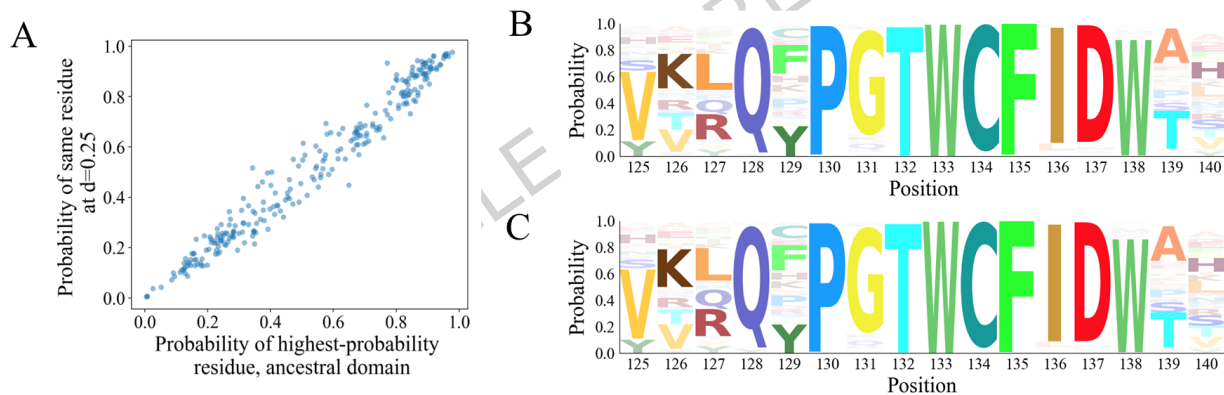 A
1.0
0.8
0.6
0.4
0.2
0.0
Probability of same residue
at d=0.25
0.0 0.2 0.4 0.6 0.8 1.0
Probability of highest-probability
residue, ancestral domain
B
1.0
0.8
0.6
0.4
0.2
0.0
Probability
S V Y
K R T V
L Q R
Q
C F Y
P
G
T
W
C
F
I
D
W
A P S T
H
125 126 127 128 129 130 131 132 133 134 135 136 137 138 139 140
Position
C
1.0
0.8
0.6
0.4
0.2
0.0
Probability
S V Y
K R T V
L Q R
Q
C F P Y
P
G
T
W
C
F
I
D
W
A P S T
H L R S T V
125 126 127 128 129 130 131 132 133 134 135 136 137 138 139 140
Position
LE